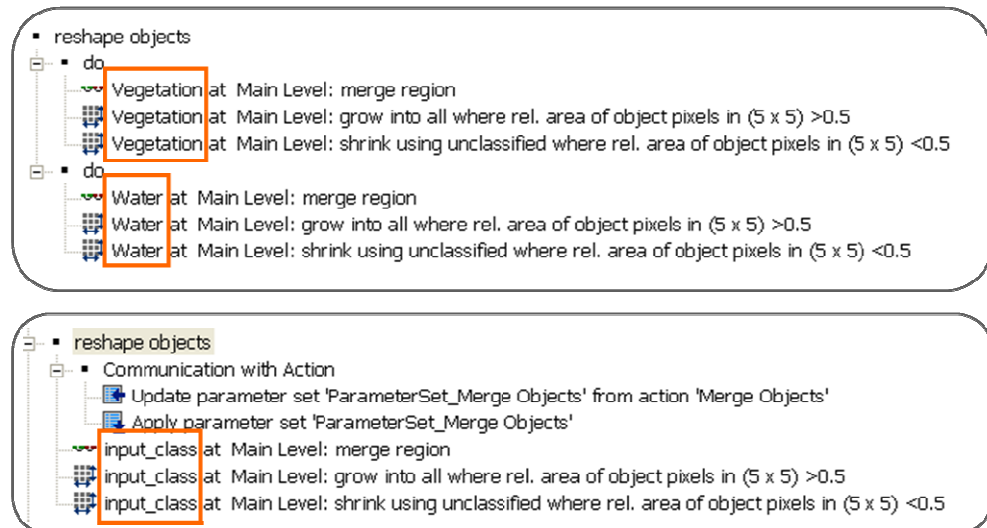 reshape objects
do
Vegetation at Main Level: merge region
Vegetation at Main Level: grow into all where rel. area of object pixels in (5 x 5) >0.5
Vegetation at Main Level: shrink using unclassified where rel. area of object pixels in (5 x 5) <0.5
do
Water at Main Level: merge region
Water at Main Level: grow into all where rel. area of object pixels in (5 x 5) >0.5
Water at Main Level: shrink using unclassified where rel. area of object pixels in (5 x 5) <0.5
reshape objects
Communication with Action
Update parameter set 'ParameterSet_Merge Objects' from action 'Merge Objects'
Apply parameter set 'ParameterSet_Merge Objects'
input_class at Main Level: merge region
input_class at Main Level: grow into all where rel. area of object pixels in (5 x 5) >0.5
input_class at Main Level: shrink using unclassified where rel. area of object pixels in (5 x 5) <0.5